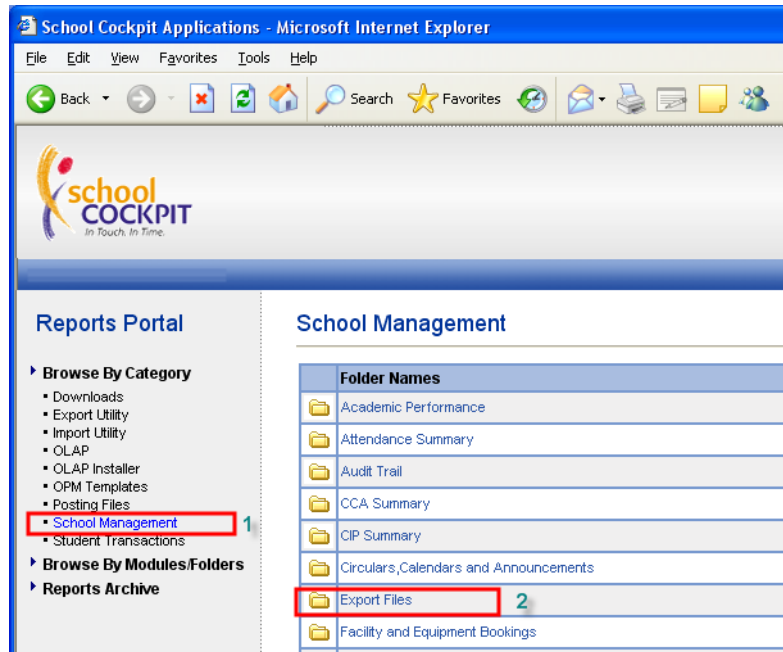 School Cockpit Applications - Microsoft Internet Explorer
File Edit View Favorites Tools Help
Back Search Favorites
school
COCKPIT
In Touch. In Time.
Reports Portal
Browse By Category
Downloads
Export Utility
Import Utility
OLAP
OLAP Installer
OPM Templates
Posting Files
School Management 1
Student Transactions
Browse By Modules/Folders
Reports Archive
School Management
Folder Names
Academic Performance
Attendance Summary
Audit Trail
CCA Summary
CIP Summary
Circulars,Calendars and Announcements
Export Files 2
Facility and Equipment Bookings